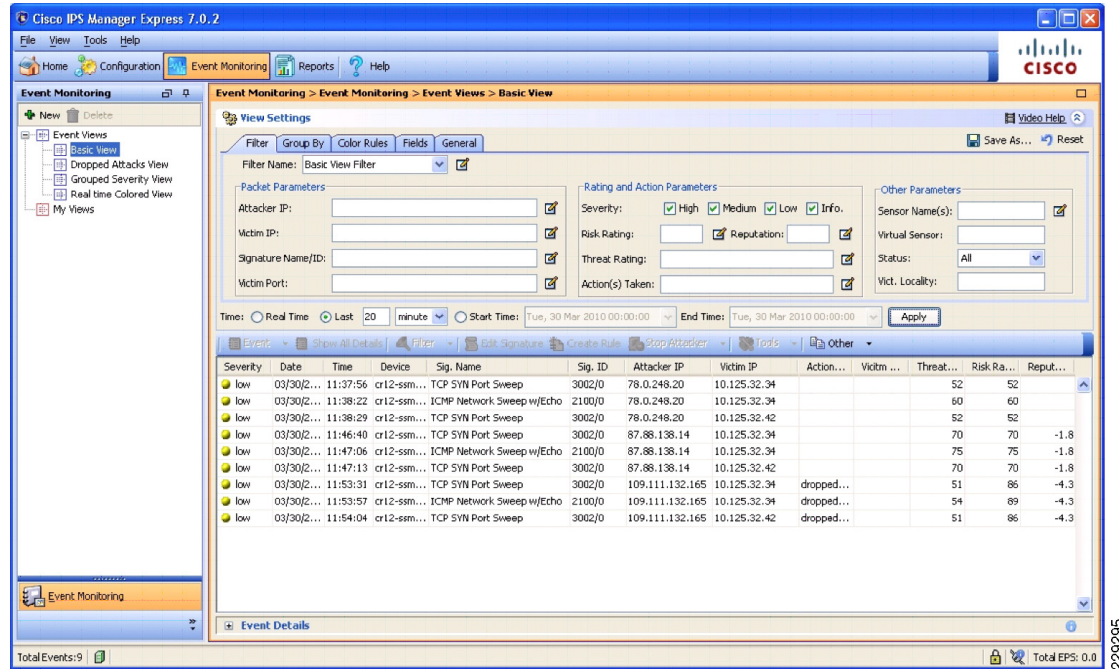 Cisco IPS Manager Express 7.0.2
File View Tools Help
Home Configuration Event Monitoring Reports Help
CISCO
Event Monitoring
New Delete
Event Views
Basic View
Dropped Attacks View
Grouped Severity View
Real time Colored View
My Views
Event Monitoring > Event Monitoring > Event Views > Basic View
View Settings Video Help
Filter Group By Color Rules Fields General Save As... Reset
Filter Name: Basic View Filter
Packet Parameters
Attacker IP:
Victim IP:
Signature Name/ID:
Victim Port:
Rating and Action Parameters
Severity: High Medium Low Info.
Risk Rating: Reputation:
Threat Rating:
Action(s) Taken:
Other Parameters
Sensor Name(s):
Virtual Sensor:
Status: All
Vict. Locality:
Time: Real Time Last 20 minute Start Time: Tue, 30 Mar 2010 00:00:00 End Time: Tue, 30 Mar 2010 00:00:00 Apply
Event Show All Details Filter Edit Signature Create Rule Stop Attacker Tools Other
Severity Date Time Device Sig. Name Sig. ID Attacker IP Victim IP Action... Vicitm ... Threat... Risk Ra... Reput...
low 03/30/2... 11:37:56 cr12-ssm... TCP SYN Port Sweep 3002/0 78.0.248.20 10.125.32.34 52 52
low 03/30/2... 11:38:22 cr12-ssm... ICMP Network Sweep w/Echo 2100/0 78.0.248.20 10.125.32.34 60 60
low 03/30/2... 11:38:29 cr12-ssm... TCP SYN Port Sweep 3002/0 78.0.248.20 10.125.32.42 52 52
low 03/30/2... 11:46:40 cr12-ssm... TCP SYN Port Sweep 3002/0 87.88.138.14 10.125.32.34 70 70 -1.8
low 03/30/2... 11:47:06 cr12-ssm... ICMP Network Sweep w/Echo 2100/0 87.88.138.14 10.125.32.34 75 75 -1.8
low 03/30/2... 11:47:13 cr12-ssm... TCP SYN Port Sweep 3002/0 87.88.138.14 10.125.32.42 70 70 -1.8
low 03/30/2... 11:53:31 cr12-ssm... TCP SYN Port Sweep 3002/0 109.111.132.165 10.125.32.34 dropped... 51 86 -4.3
low 03/30/2... 11:53:57 cr12-ssm... ICMP Network Sweep w/Echo 2100/0 109.111.132.165 10.125.32.34 dropped... 54 89 -4.3
low 03/30/2... 11:54:04 cr12-ssm... TCP SYN Port Sweep 3002/0 109.111.132.165 10.125.32.42 dropped... 51 86 -4.3
Event Monitoring
Event Details
Total Events:9
Total EPS: 0.0
229295